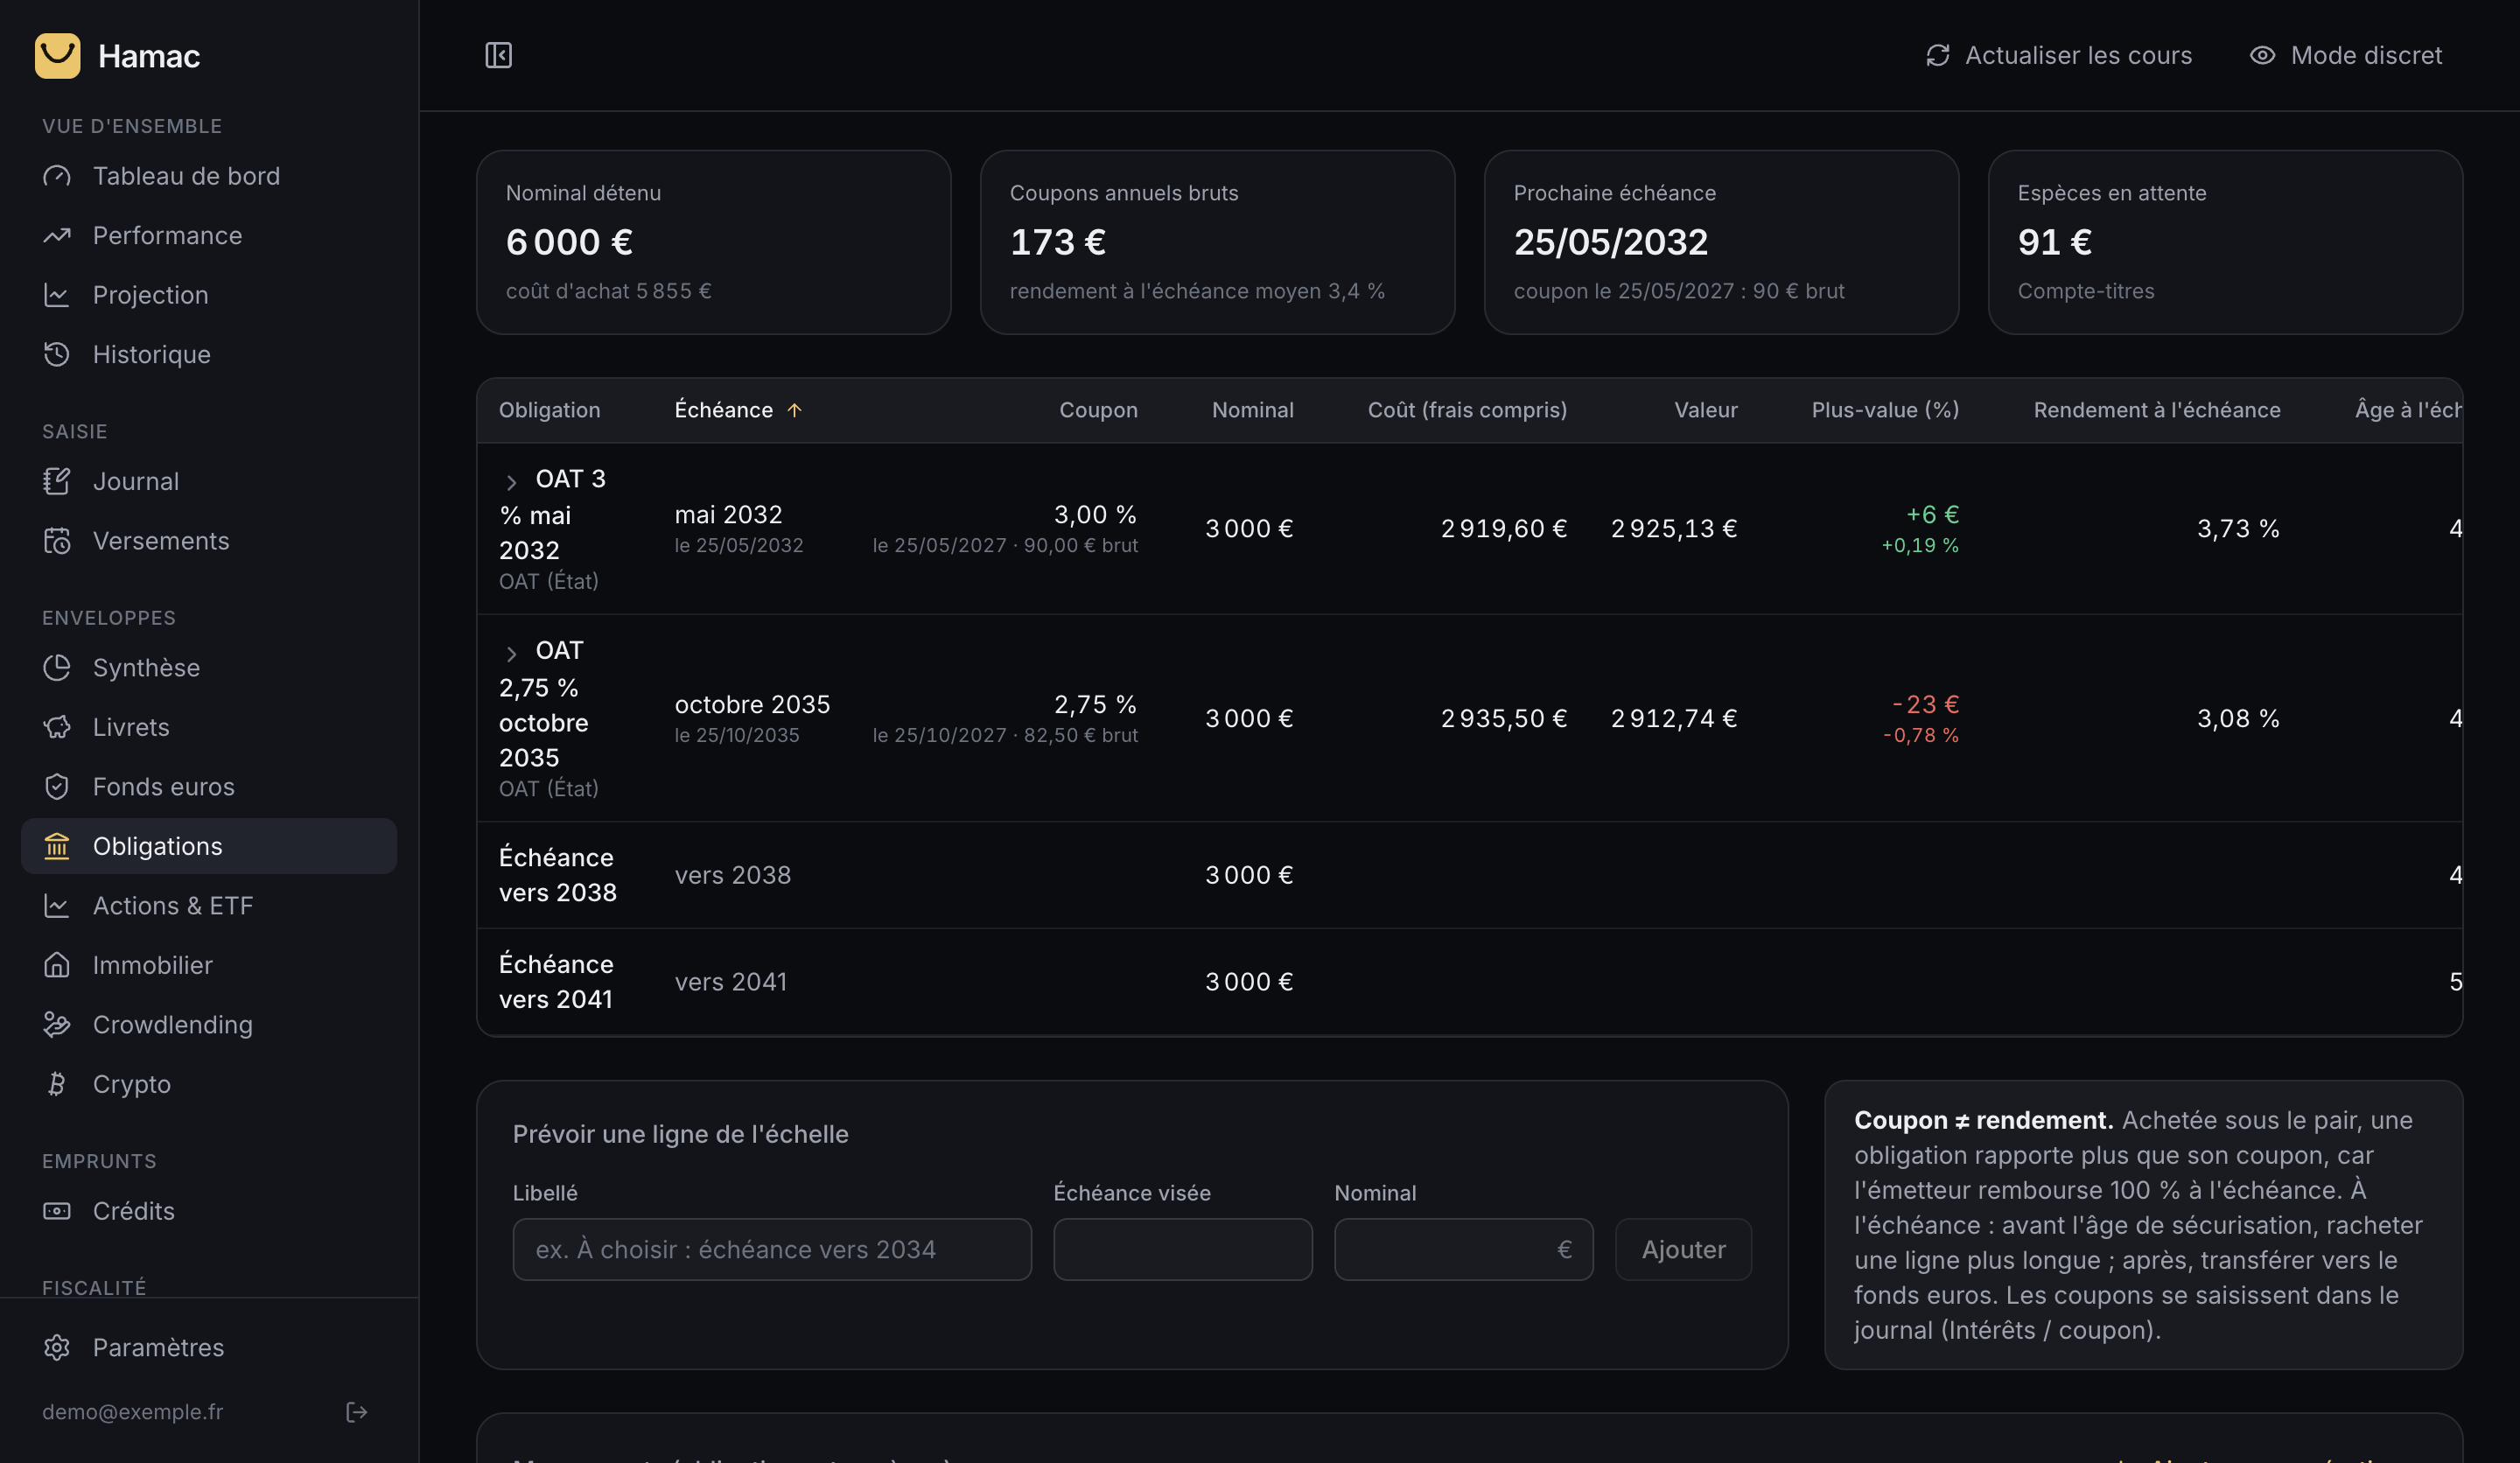 Hamac
VUE D'ENSEMBLE
Tableau de bord
Performance
Projection
Historique
SAISIE
Journal
Versements
ENVELOPPES
Synthèse
Livrets
Fonds euros
Obligations
Actions & ETF
Immobilier
Crowdlending
Crypto
EMPRUNTS
Crédits
FISCALITÉ
Paramètres
demo@exemple.fr
Actualiser les cours
Mode discret
Nominal détenu
6 000 €
coût d'achat 5 855 €
Coupons annuels bruts
173 €
rendement à l'échéance moyen 3,4 %
Prochaine échéance
25/05/2032
coupon le 25/05/2027 : 90 € brut
Espèces en attente
91 €
Compte-titres
Obligation Échéance ↑ Coupon Nominal Coût (frais compris) Valeur Plus-value (%) Rendement à l'échéance Âge à l'éch
OAT 3
% mai
2032
OAT (État)
mai 2032
le 25/05/2032
3,00 %
le 25/05/2027 · 90,00 € brut
3 000 €
2 919,60 €
2 925,13 €
+6 €
+0,19 %
3,73 %
4
OAT
2,75 %
octobre
2035
OAT (État)
octobre 2035
le 25/10/2035
2,75 %
le 25/10/2027 · 82,50 € brut
3 000 €
2 935,50 €
2 912,74 €
-23 €
-0,78 %
3,08 %
4
Échéance
vers 2038
vers 2038
3 000 €
4
Échéance
vers 2041
vers 2041
3 000 €
5
Prévoir une ligne de l'échelle
Libellé
ex. À choisir : échéance vers 2034
Échéance visée
Nominal
€
Ajouter
Coupon ≠ rendement. Achetée sous le pair, une
obligation rapporte plus que son coupon, car
l'émetteur rembourse 100 % à l'échéance. À
l'échéance : avant l'âge de sécurisation, racheter
une ligne plus longue ; après, transférer vers le
fonds euros. Les coupons se saisissent dans le
journal (Intérêts / coupon).